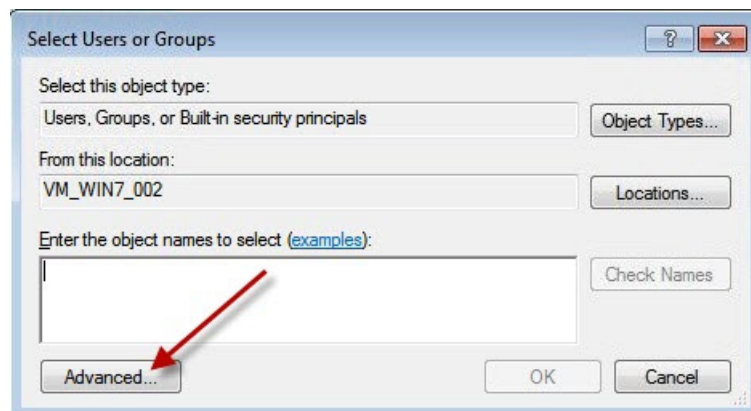 Select Users or Groups
Select this object type:
Users, Groups, or Built-in security principals
Object Types...
From this location:
VM_WIN7_002
Locations...
Enter the object names to select (examples):
Check Names
Advanced...
OK
Cancel